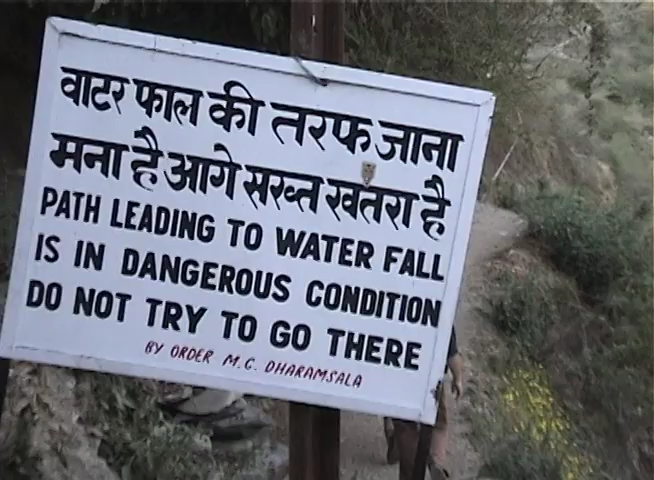 वाटर फाल की तरफ जाना
मना है आगे सख्त खतरा है
PATH LEADING TO WATER FALL
IS IN DANGEROUS CONDITION
DO NOT TRY TO GO THERE
BY ORDER M.C. DHARAMSALA